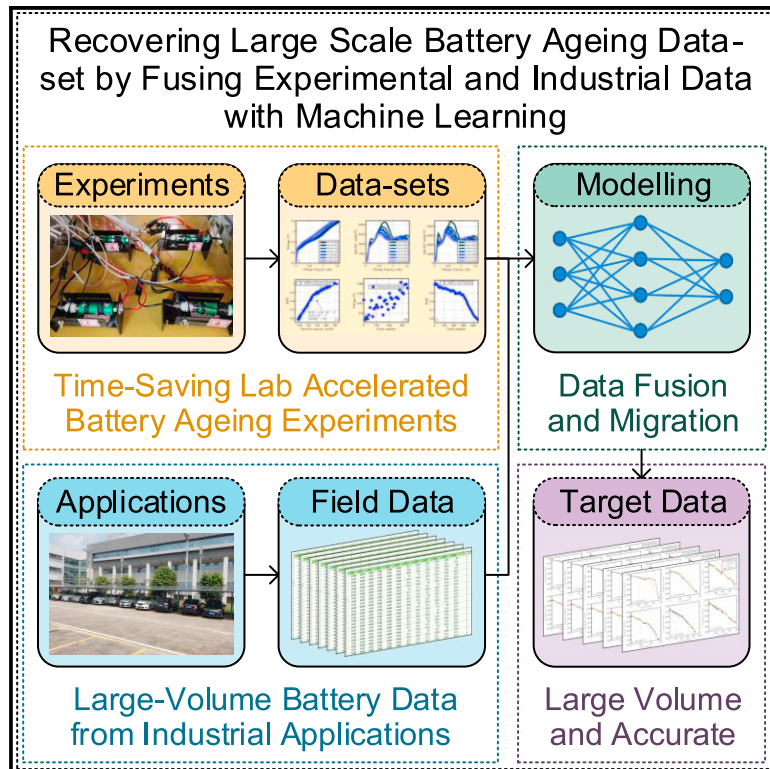 Recovering Large Scale Battery Ageing Data-
set by Fusing Experimental and Industrial Data
with Machine Learning
Experiments
Data-sets
Modelling
Time-Saving Lab Accelerated
Battery Ageing Experiments
Data Fusion
and Migration
Applications
Field Data
Target Data
Large-Volume Battery Data
from Industrial Applications
Large Volume
and Accurate